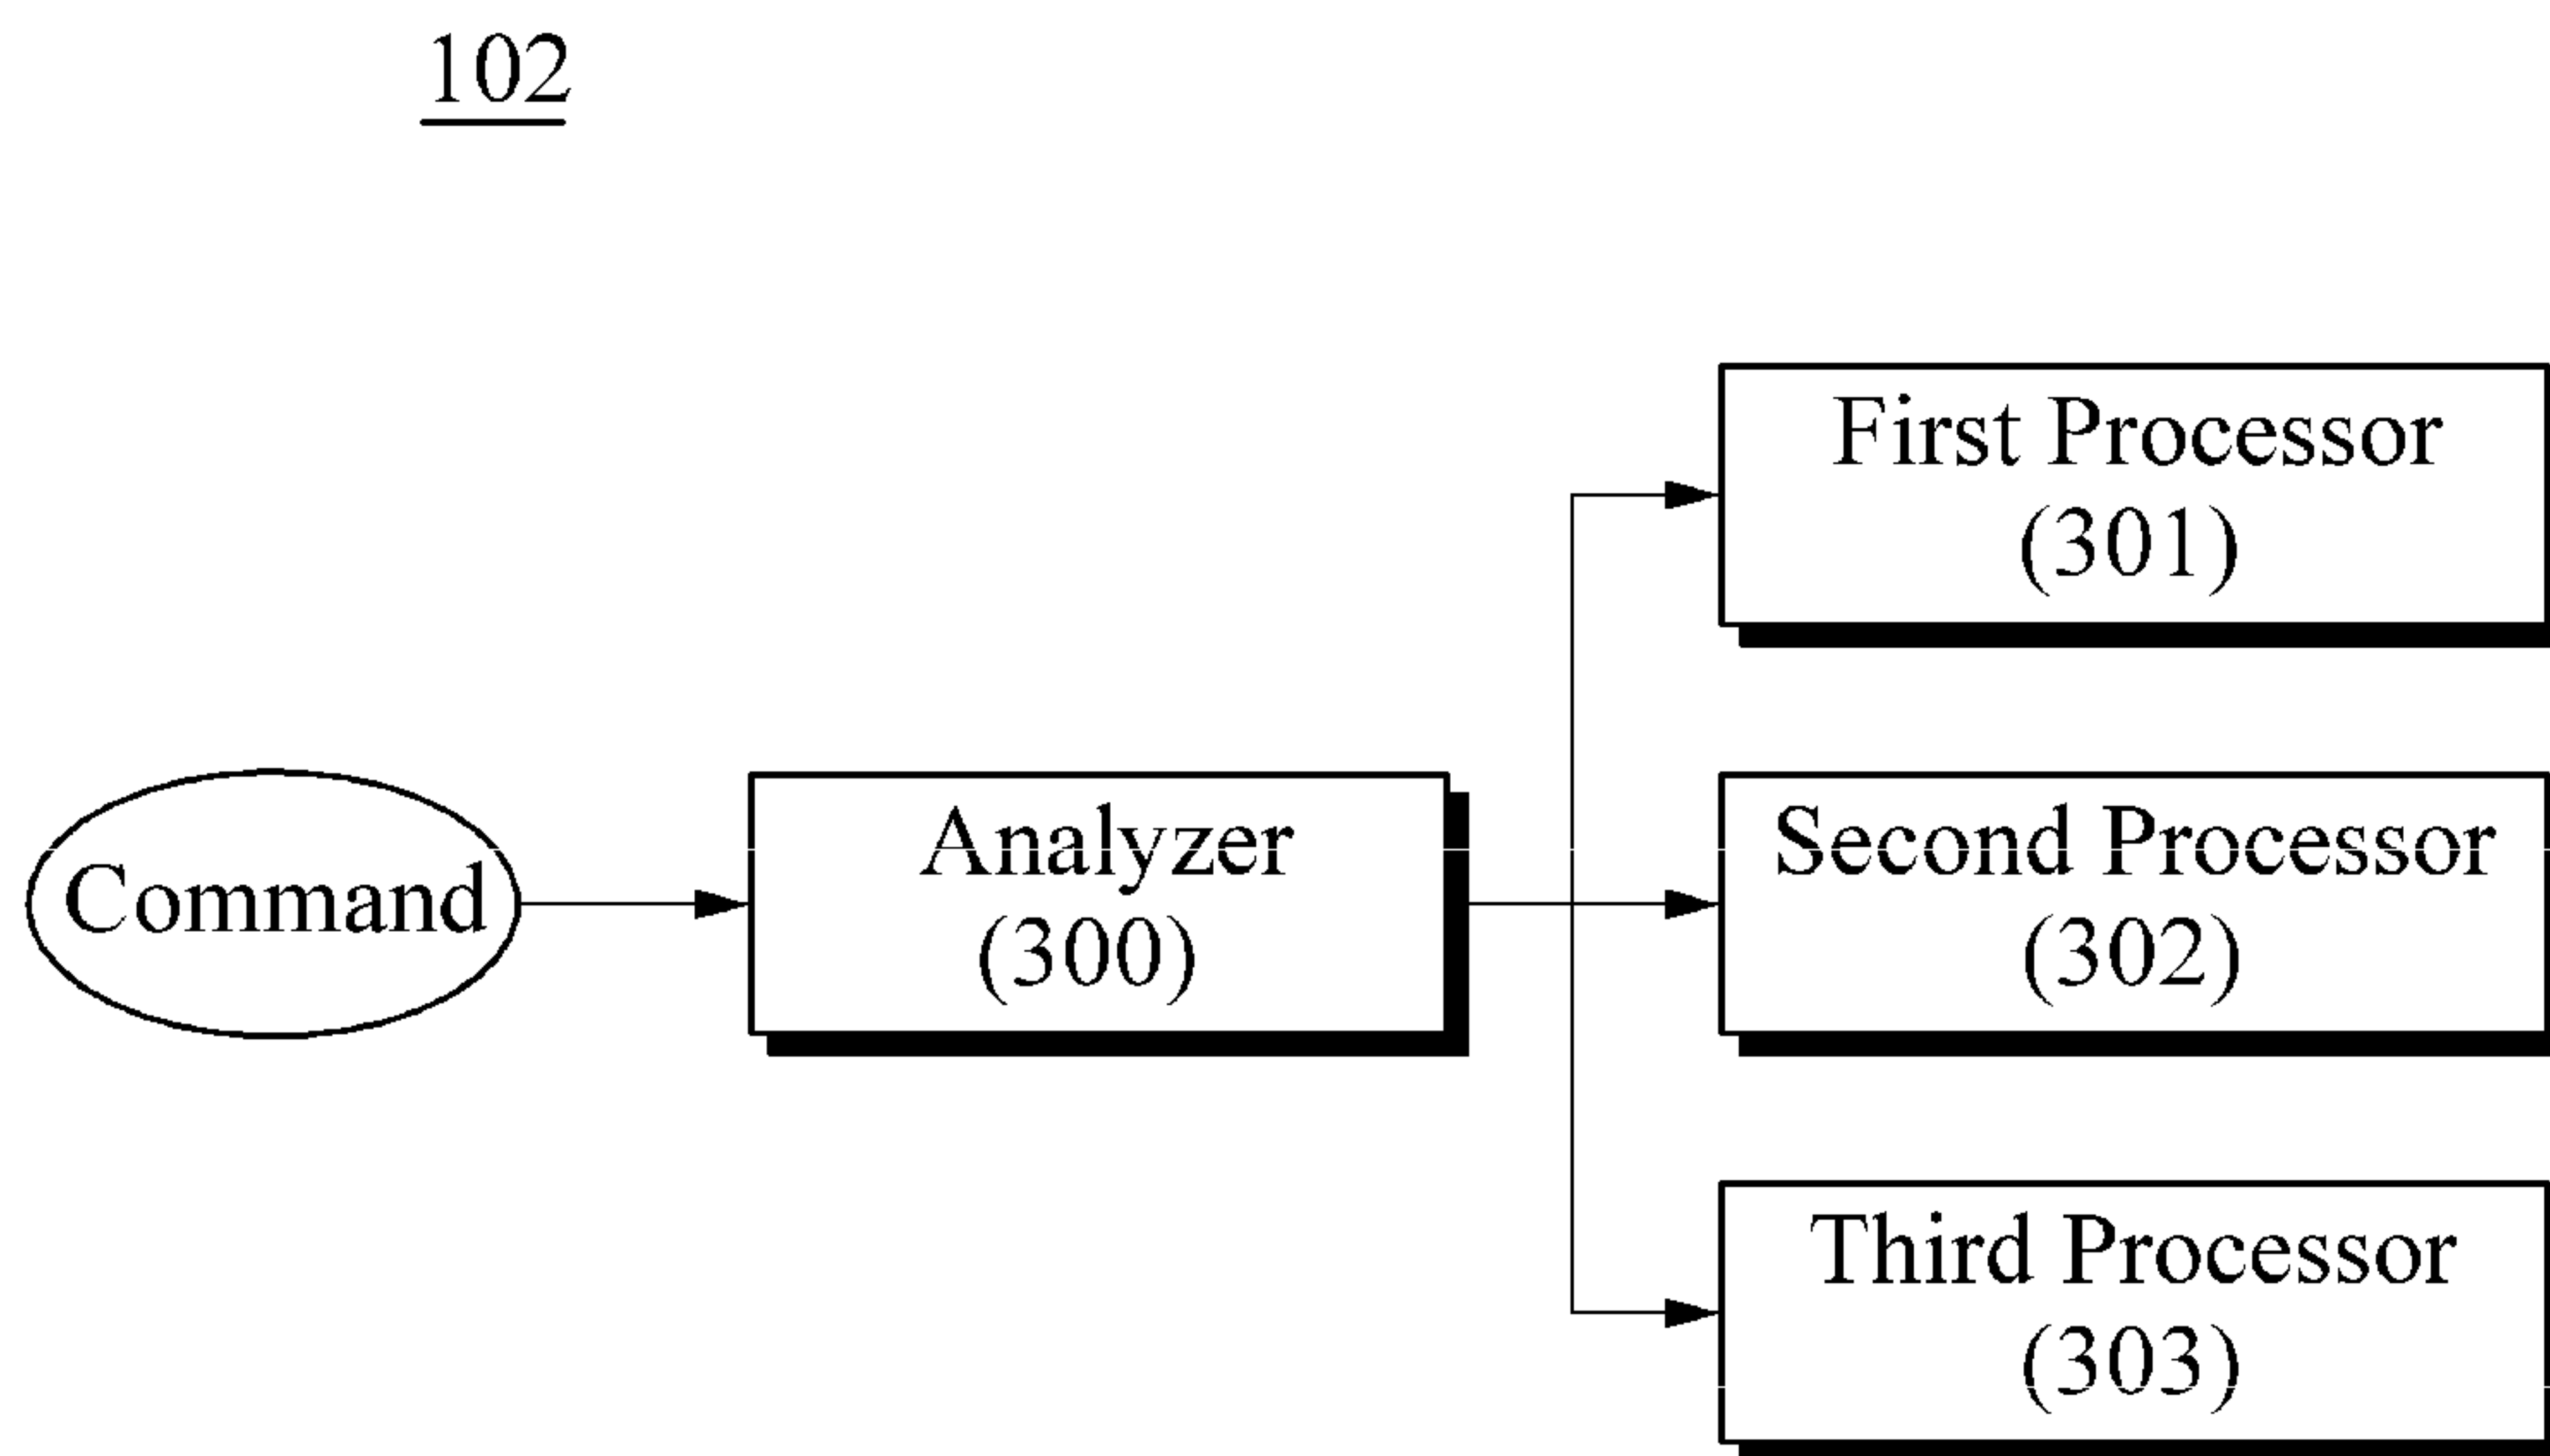 102
First Processor
(301)
Command
Analyzer
(300)
Second Processor
(302)
Third Processor
(303)